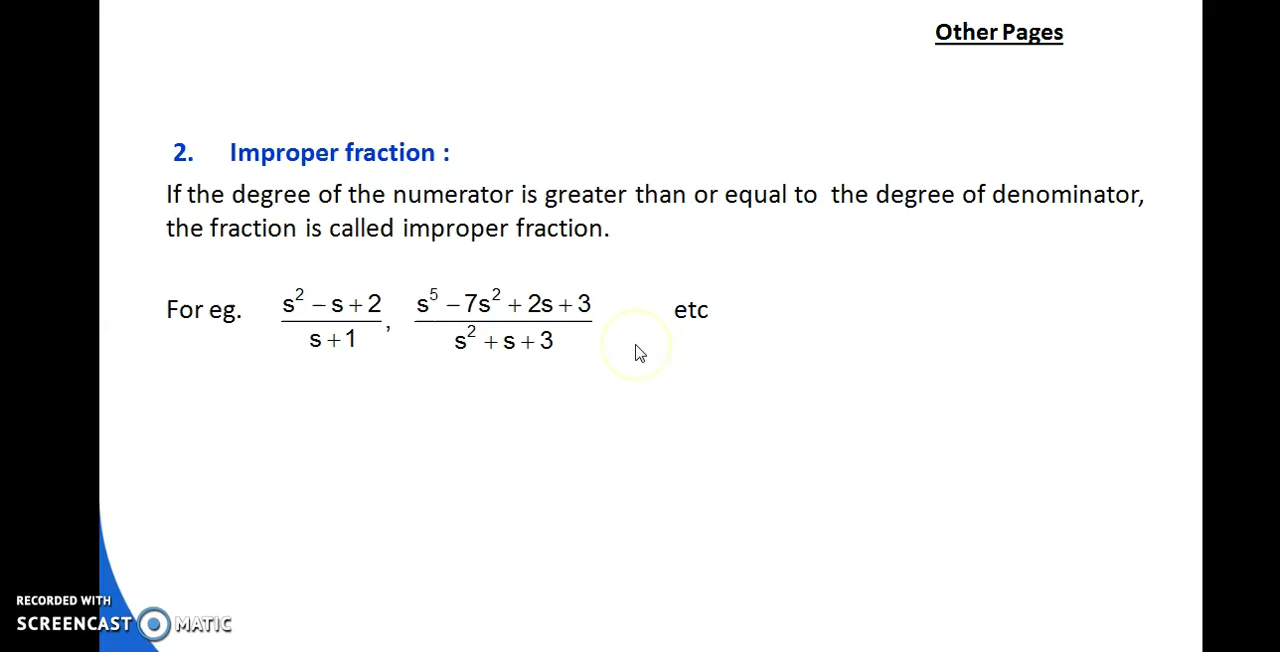 Other Pages
2. Improper fraction :
If the degree of the numerator is greater than or equal to the degree of denominator,
the fraction is called improper fraction.
For eg. (s² − s + 2)/(s + 1), (s⁵ − 7s² + 2s + 3)/(s² + s + 3) etc
RECORDED WITH
SCREENCAST MATIC